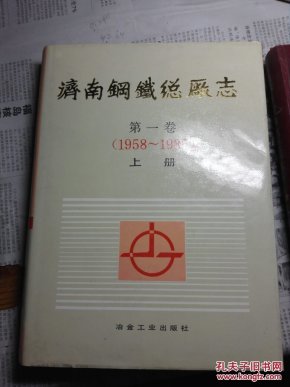 濟南鋼鐵总廠志
第一卷
(1958~198
上册
冶金工业出版社
孔夫子旧书网